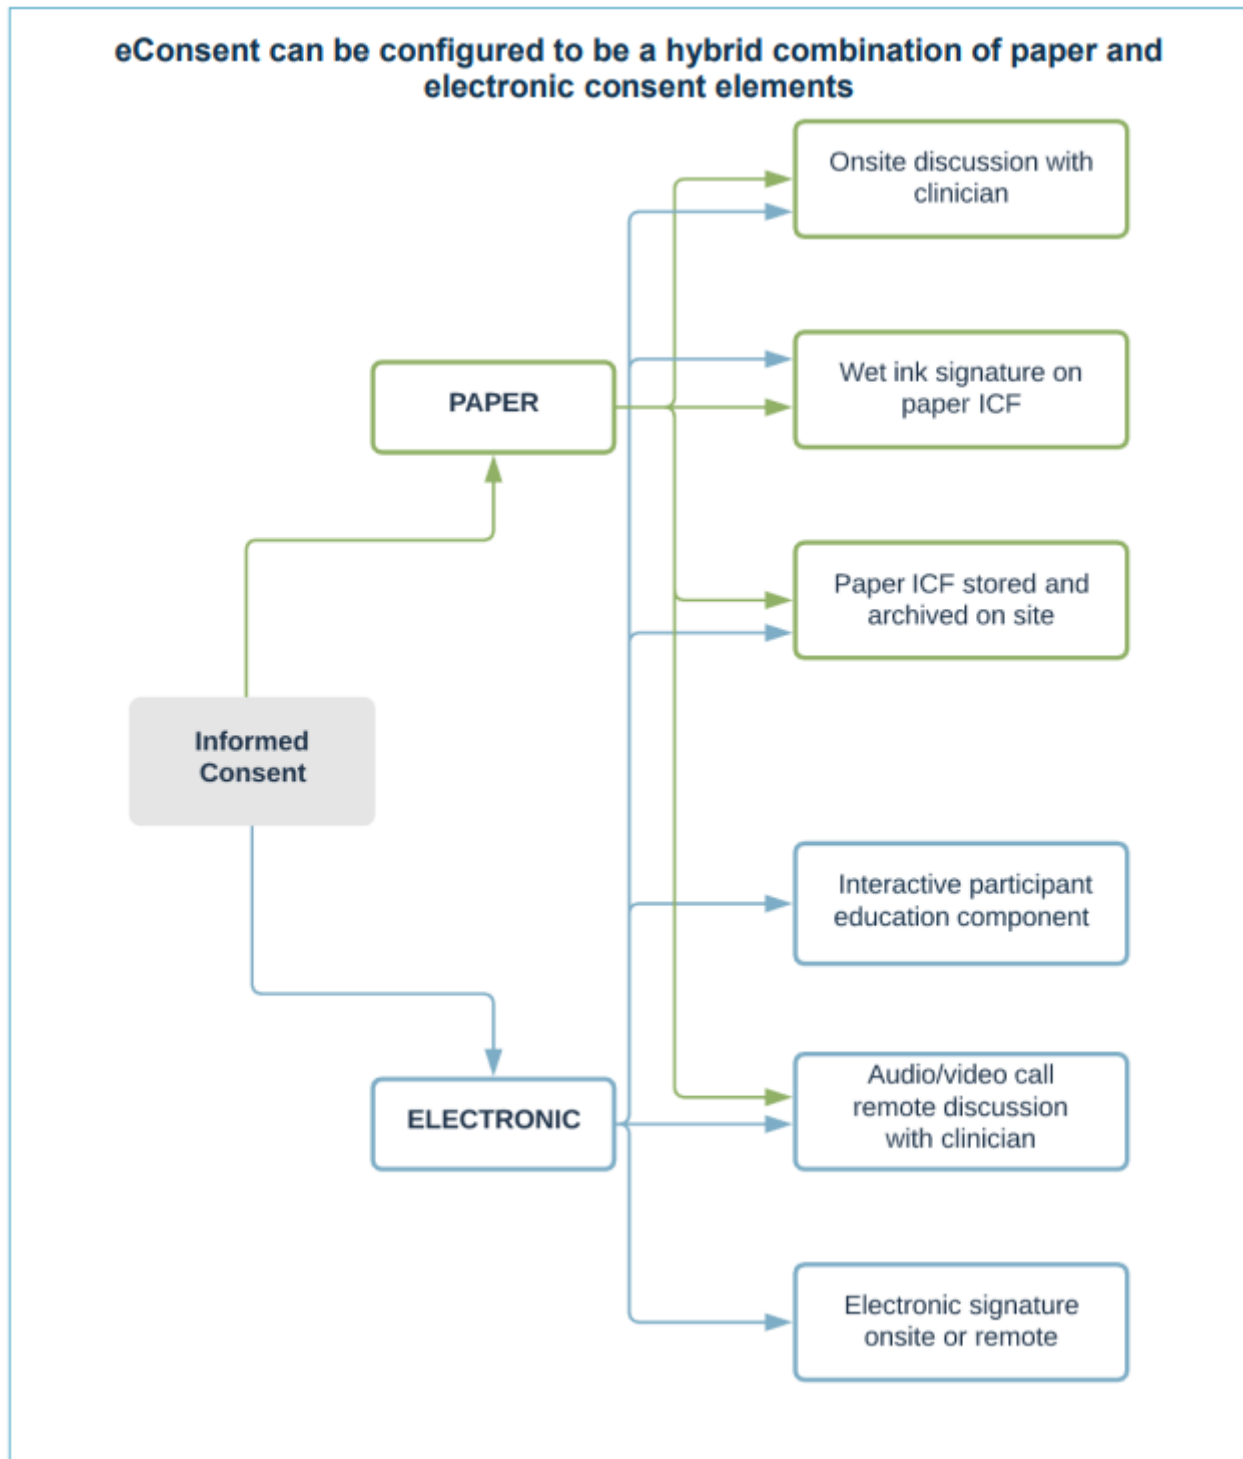 eConsent can be configured to be a hybrid combination of paper and
electronic consent elements
Onsite discussion with
clinician
Wet ink signature on
paper ICF
PAPER
Paper ICF stored and
archived on site
Informed
Consent
Interactive participant
education component
Audio/video call
remote discussion
with clinician
ELECTRONIC
Electronic signature
onsite or remote